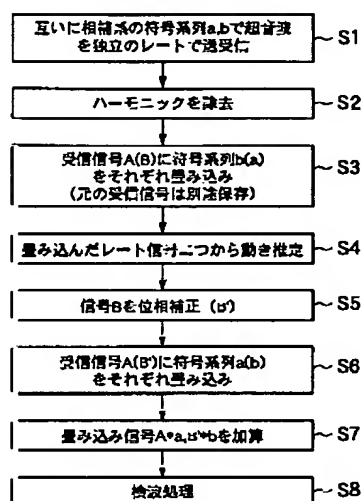 互いに相補系の符号系列a,bで超音波
を独立のレートで送受信
S1
ハーモニックを除去
S2
受信信号A(B)に符号系列b(a)
をそれぞれ畳み込み
(元の受信信号は別途保存)
S3
畳み込んだレート信号二つから動き推定
S4
信号Bを位相補正(B')
S5
受信信号A(B')に符号系列a(b)
をそれぞれ畳み込み
S6
畳み込み信号A*a,B'*bを加算
S7
検波処理
S8